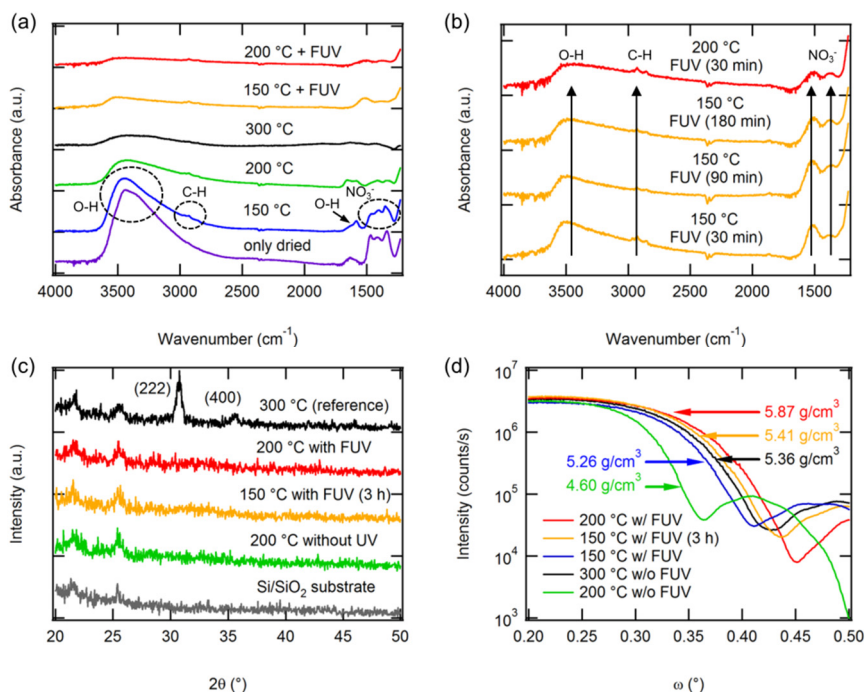 (a)
Absorbance (a.u.)
200 °C + FUV
150 °C + FUV
300 °C
200 °C
C-H
NO3-
O-H
O-H
150 °C
only dried
4000 3500 3000 2500 2000 1500
Wavenumber (cm-1)
(b)
Absorbance (a.u.)
O-H
C-H
200 °C
FUV (30 min)
NO3-
150 °C
FUV (180 min)
150 °C
FUV (90 min)
150 °C
FUV (30 min)
4000 3500 3000 2500 2000 1500
Wavenumber (cm-1)
(c)
Intensity (a.u.)
(222)
(400)
300 °C (reference)
200 °C with FUV
150 °C with FUV (3 h)
200 °C without UV
Si/SiO2 substrate
20 25 30 35 40 45 50
2θ (°)
(d)
Intensity (counts/s)
10^7
10^6
10^5
10^4
10^3
5.87 g/cm3
5.41 g/cm3
5.26 g/cm3
5.36 g/cm3
4.60 g/cm3
200 °C w/ FUV
150 °C w/ FUV (3 h)
150 °C w/ FUV
300 °C w/o FUV
200 °C w/o FUV
0.20 0.25 0.30 0.35 0.40 0.45 0.50
ω (°)